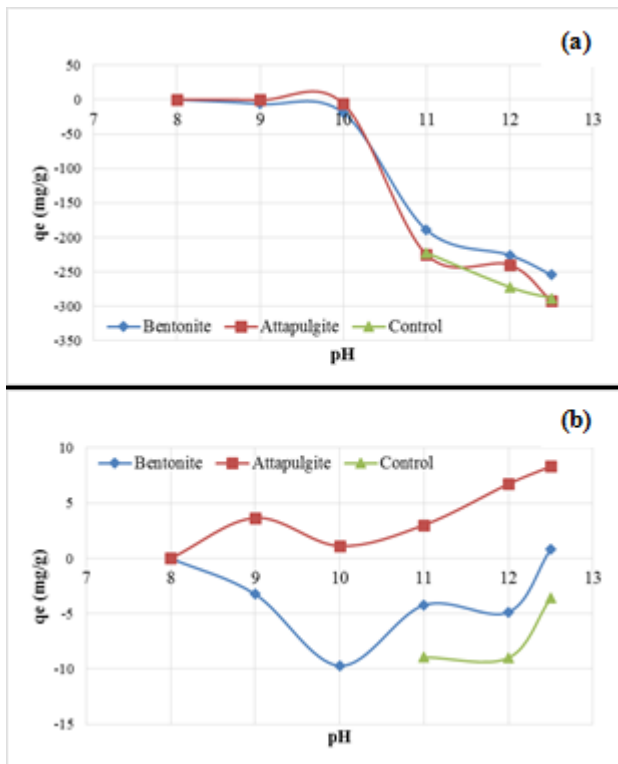 (a)
50
0
-50
-100
-150
-200
-250
-300
-350
7 8 9 10 11 12 13
qe (mg/g)
Bentonite Attapulgite Control
pH
(b)
10
5
0
-5
-10
-15
Bentonite Attapulgite Control
7 8 9 10 11 12 13
qe (mg/g)
pH